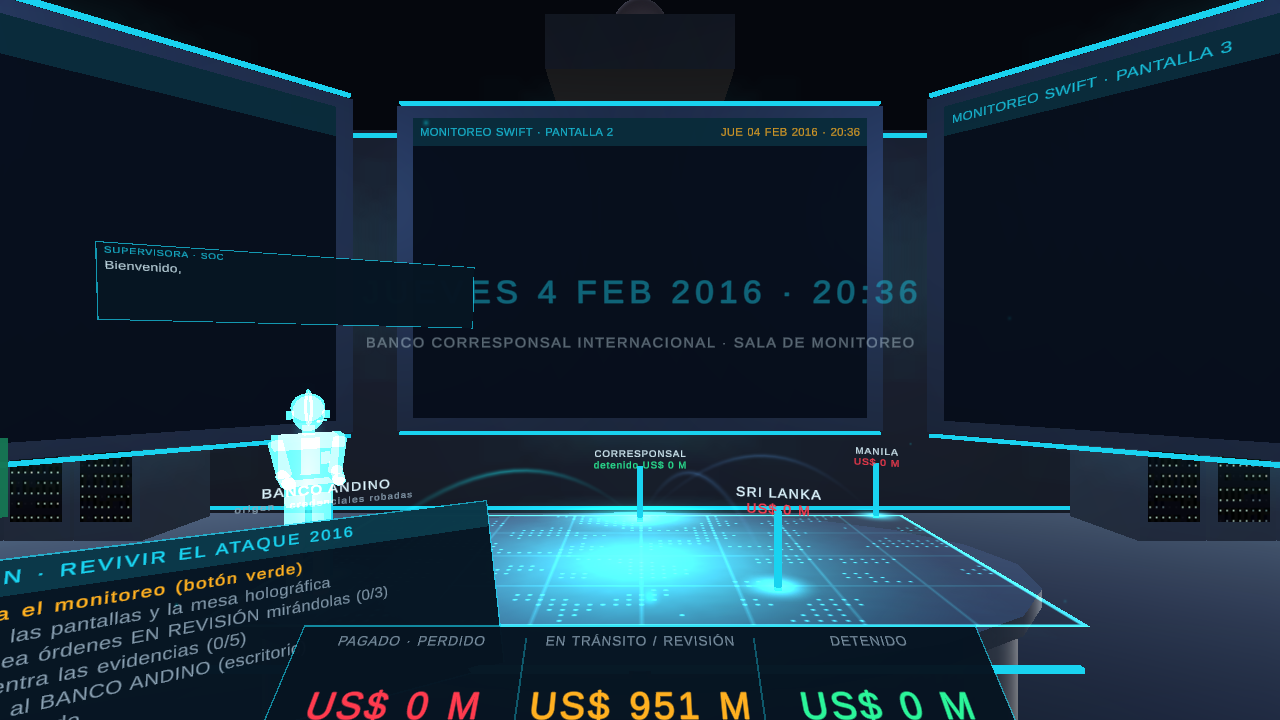 MONITOREO SWIFT · PANTALLA 3
MONITOREO SWIFT · PANTALLA 2
JUE 04 FEB 2016 · 20:36
SUPERVISORA · SOC
Bienvenido,
ES 4 FEB 2016 · 20:36
BANCO CORRESPONSAL INTERNACIONAL · SALA DE MONITOREO
CORRESPONSAL
detenido US$ 0 M
MANILA
US$ 0 M
BANCO ANDINO
robadas
SRI LANKA
US$ 0 M
· REVIVIR EL ATAQUE 2016
el monitoreo (botón verde)
las pantallas y la mesa holográfica
órdenes EN REVISIÓN mirándolas (0/3)
las evidencias (0/5)
al BANCO ANDINO
PAGADO · PERDIDO
EN TRÁNSITO / REVISIÓN
DETENIDO
US$ 0 M
US$ 951 M
US$ 0 M